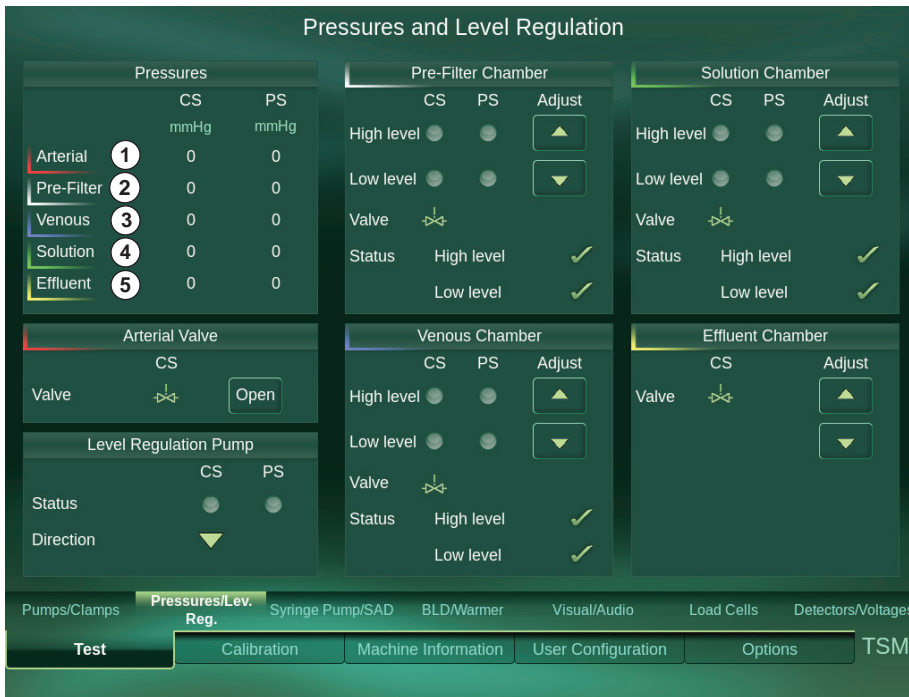 Pressures and Level Regulation
Pressures
CS PS
mmHg mmHg
Arterial 1 0 0
Pre-Filter 2 0 0
Venous 3 0 0
Solution 4 0 0
Effluent 5 0 0
Pre-Filter Chamber
CS PS Adjust
High level
Low level
Valve
Status High level
Low level
Solution Chamber
CS PS Adjust
High level
Low level
Valve
Status High level
Low level
Arterial Valve
CS
Valve Open
Level Regulation Pump
CS PS
Status
Direction
Venous Chamber
CS PS Adjust
High level
Low level
Valve
Status High level
Low level
Effluent Chamber
CS Adjust
Valve
Pumps/Clamps Pressures/Lev. Reg. Syringe Pump/SAD BLD/Warmer Visual/Audio Load Cells Detectors/Voltages
Test Calibration Machine Information User Configuration Options TSM